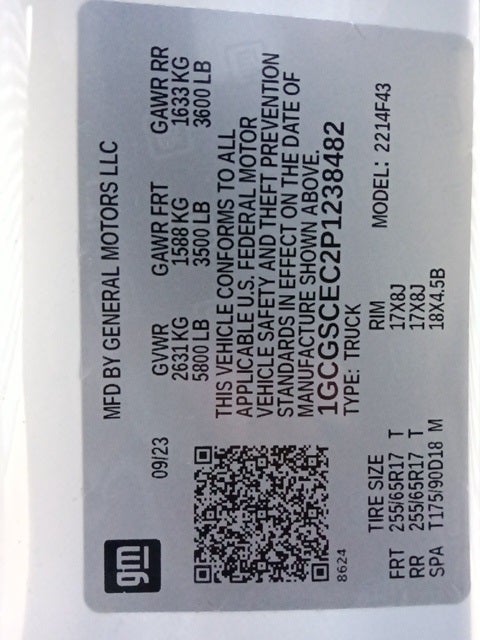 gm
MFD BY GENERAL MOTORS LLC
09/23
GVWR GAWR FRT GAWR RR
2631 KG 1588 KG 1633 KG
5800 LB 3500 LB 3600 LB
THIS VEHICLE CONFORMS TO ALL
APPLICABLE U.S. FEDERAL MOTOR
VEHICLE SAFETY AND THEFT PREVENTION
STANDARDS IN EFFECT ON THE DATE OF
MANUFACTURE SHOWN ABOVE.
1GCGSCEC2P1238482
TYPE: TRUCK
8624
MODEL: 2214F43
TIRE SIZE RIM
FRT 255/65R17 T 17X8J
RR 255/65R17 T 17X8J
SPA T175/90D18 M 18X4.5B